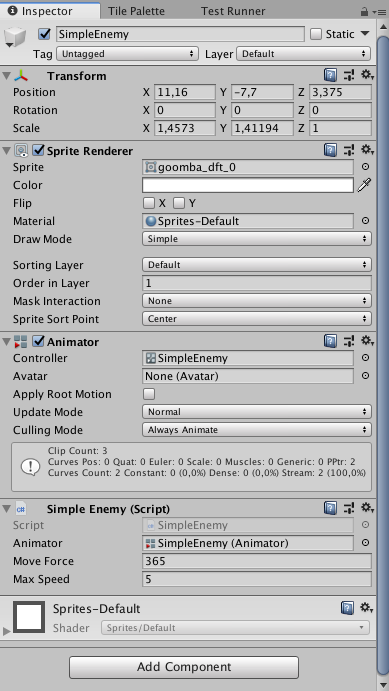 Inspector Tile Palette Test Runner
SimpleEnemy Static
Tag Untagged Layer Default
Transform
Position X 11,16 Y -7,7 Z 3,375
Rotation X 0 Y 0 Z 0
Scale X 1,4573 Y 1,41194 Z 1
Sprite Renderer
Sprite goomba_dft_0
Color
Flip X Y
Material Sprites-Default
Draw Mode Simple
Sorting Layer Default
Order in Layer 1
Mask Interaction None
Sprite Sort Point Center
Animator
Controller SimpleEnemy
Avatar None (Avatar)
Apply Root Motion
Update Mode Normal
Culling Mode Always Animate
Clip Count: 3
Curves Pos: 0 Quat: 0 Euler: 0 Scale: 0 Muscles: 0 Generic: 0 PPtr: 2
Curves Count: 2 Constant: 0 (0,0%) Dense: 0 (0,0%) Stream: 2 (100,0%)
C# Simple Enemy (Script)
Script SimpleEnemy
Animator SimpleEnemy (Animator)
Move Force 365
Max Speed 5
Sprites-Default
Shader Sprites/Default
Add Component